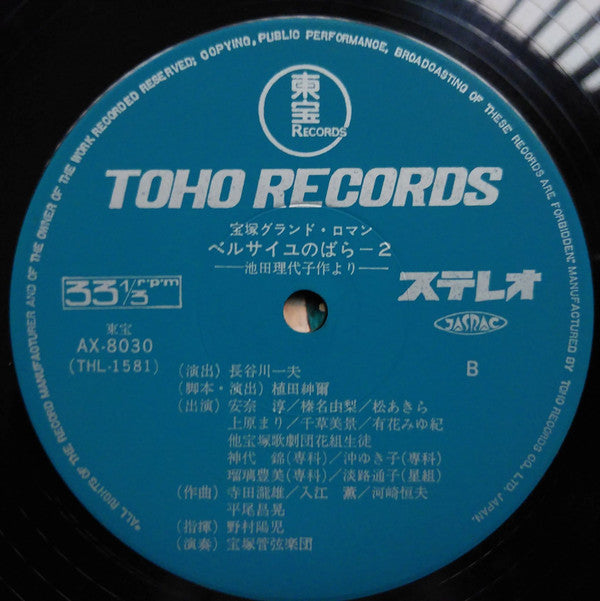 *ALL RIGHTS OF THE RECORD MANUFACTURER AND OF THE OWNER OF THE WORK RECORDED RESERVED; COPYING, PUBLIC PERFORMANCE, BROADCASTING OF THESE RECORDS ARE FORBIDDEN" MANUFACTURED BY TOHO RECORDS CO., LTD. JAPAN.
東宝
RECORDS
TOHO RECORDS
宝塚グランド・ロマン
ベルサイユのばら−2
──池田理代子作より──
33 1/3 rpm
ステレオ
JASRAC
東宝
AX-8030
(THL-1581)
B
(演出) 長谷川一夫
(脚本・演出) 植田紳爾
(出演) 安奈 淳/榛名由梨/松あきら
上原まり/千草美景/有花みゆ紀
他宝塚歌劇団花組生徒
神代 錦(専科)/沖ゆき子(専科)
瑠璃豊美(専科)/淡路通子(星組)
(作曲) 寺田瀧雄/入江 薫/河崎恒夫
平尾昌晃
(指揮) 野村陽児
(演奏) 宝塚管弦楽団